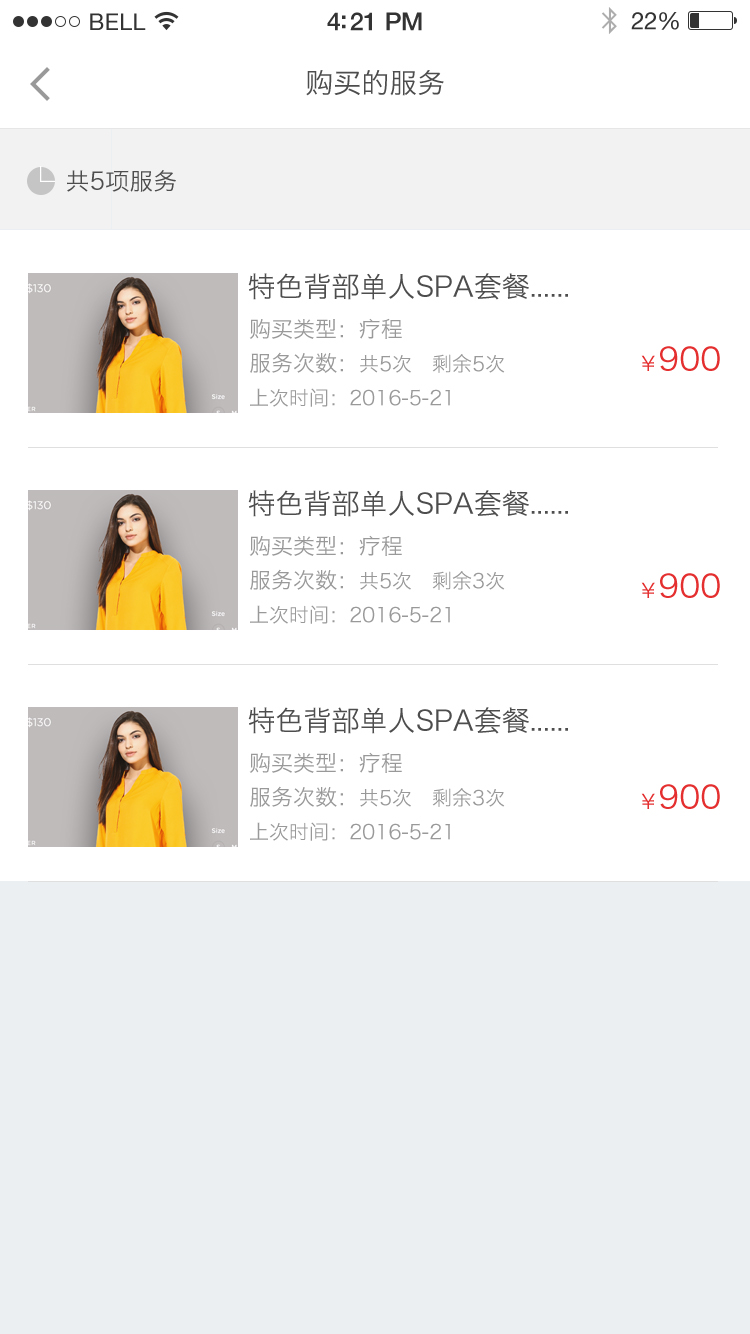 BELL 4:21 PM 22%
购买的服务
共5项服务
$130
Size
ER
特色背部单人SPA套餐......
购买类型：疗程
服务次数：共5次 剩余5次
上次时间：2016-5-21
￥900
$130
Size
ER
特色背部单人SPA套餐......
购买类型：疗程
服务次数：共5次 剩余3次
上次时间：2016-5-21
￥900
$130
Size
ER
特色背部单人SPA套餐......
购买类型：疗程
服务次数：共5次 剩余3次
上次时间：2016-5-21
￥900